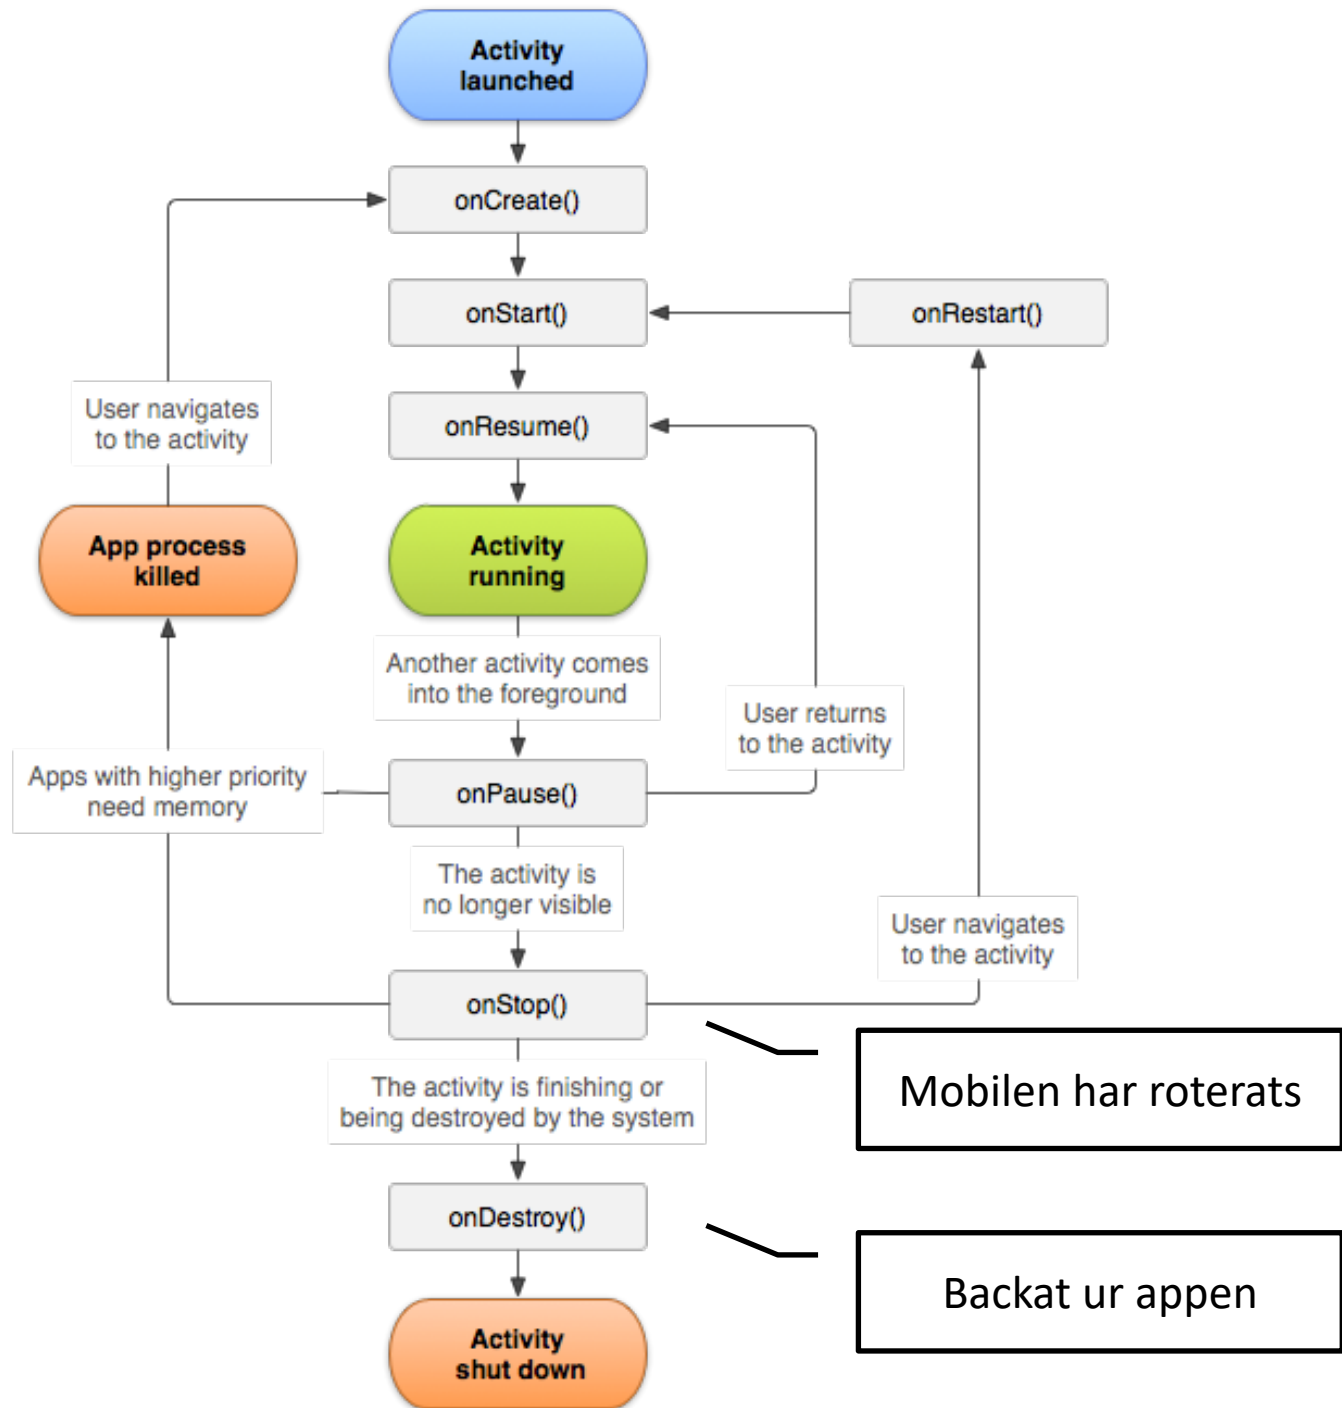 Activity
launched
onCreate()
onStart()
onRestart()
User navigates
to the activity
onResume()
App process
killed
Activity
running
Another activity comes
into the foreground
User returns
to the activity
Apps with higher priority
need memory
onPause()
The activity is
no longer visible
User navigates
to the activity
onStop()
Mobilen har roterats
The activity is finishing or
being destroyed by the system
onDestroy()
Backat ur appen
Activity
shut down